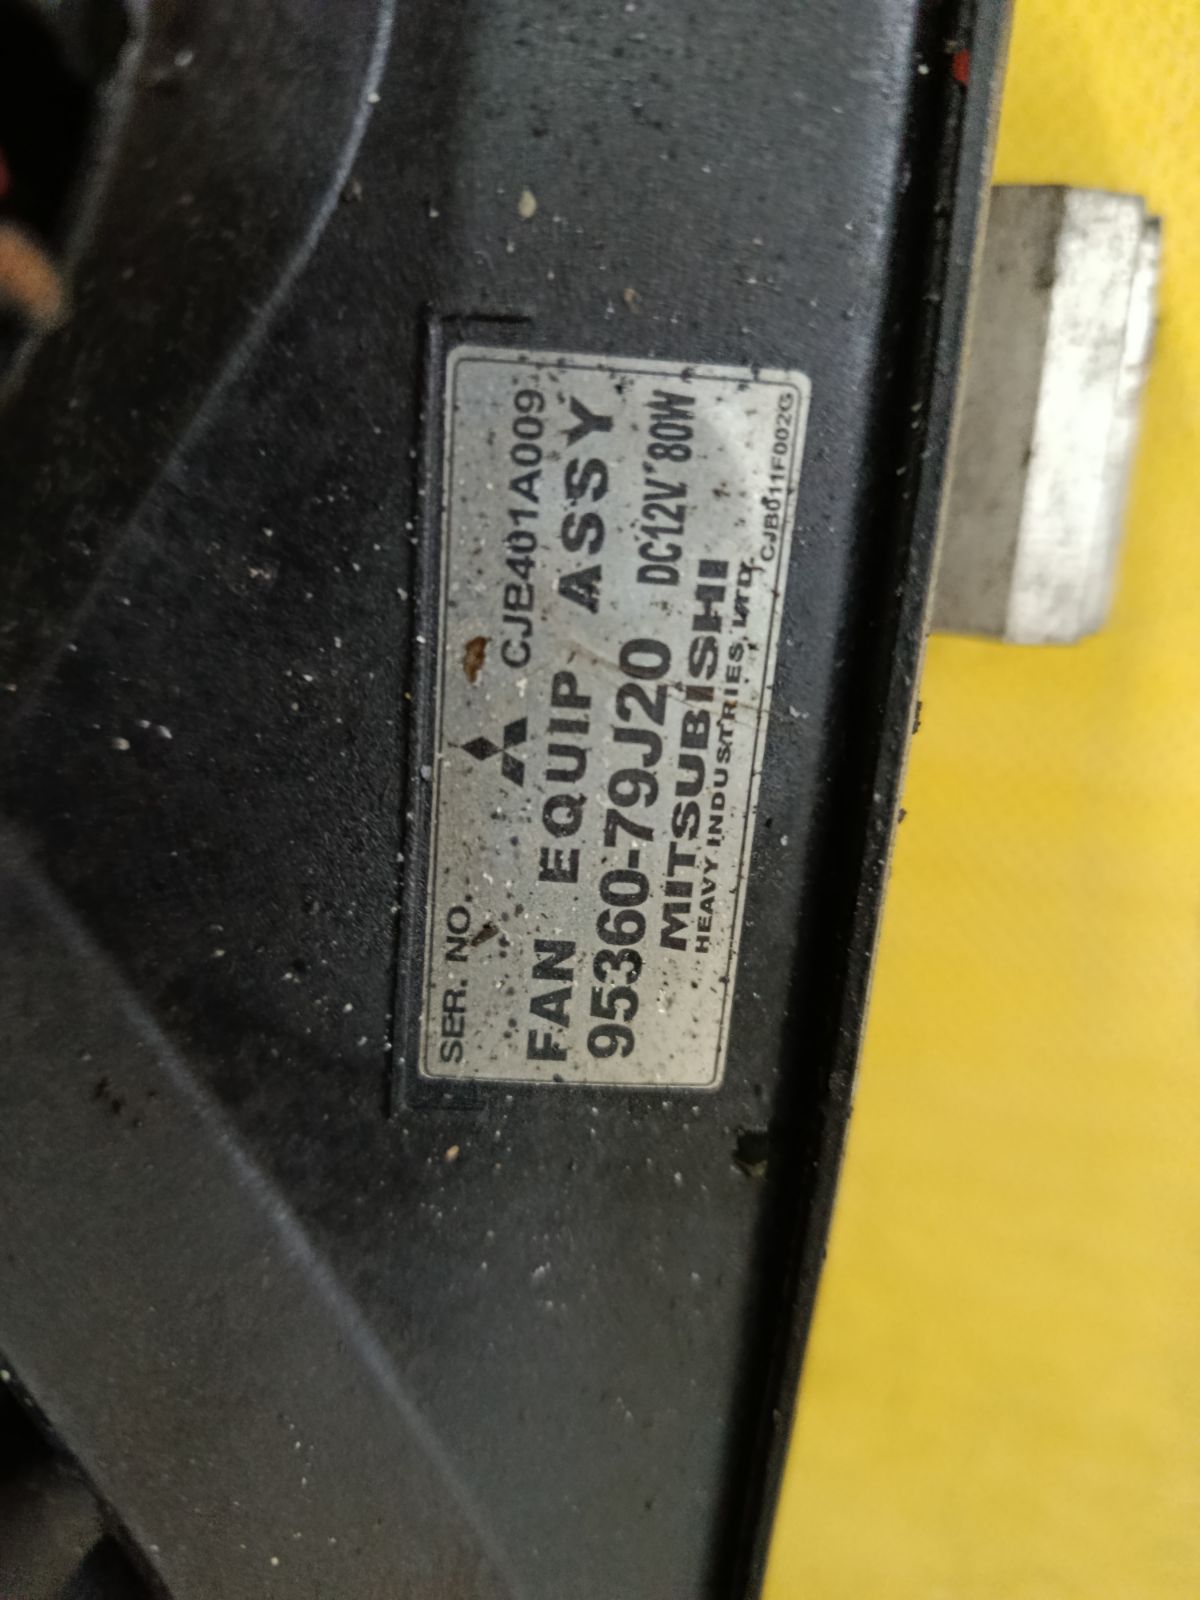 SER. NO.
CJB401A009
FAN EQUIP ASSY
95360-79J20 DC12V 80W
MITSUBISHI
HEAVY INDUSTRIES, LTD.
CJB011F002G